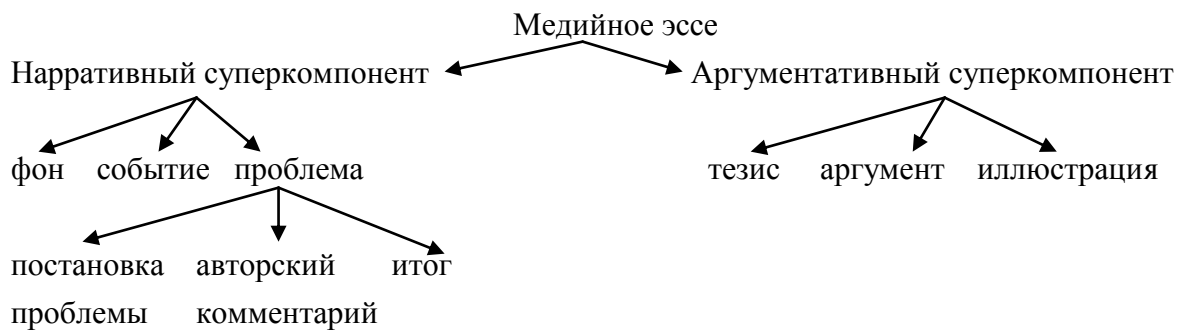 Медийное эссе
Нарративный суперкомпонент Аргументативный суперкомпонент
фон событие проблема тезис аргумент иллюстрация
постановка авторский итог
проблемы комментарий